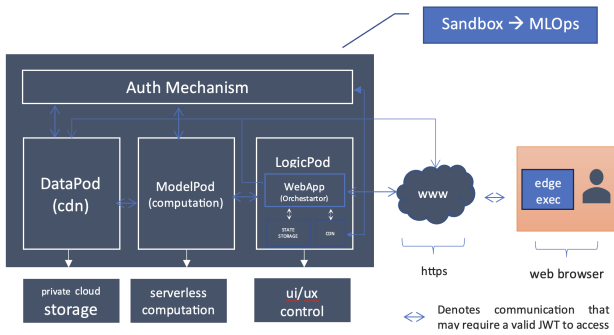 Sandbox → MLOps
Auth Mechanism
DataPod
(cdn)
ModelPod
(computation)
LogicPod
WebApp
(Orchestartor)
STATE
STORAGE
CDN
www
edge
exec
https
web browser
private cloud
storage
serverless
computation
ui/ux
control
Denotes communication that
may require a valid JWT to access